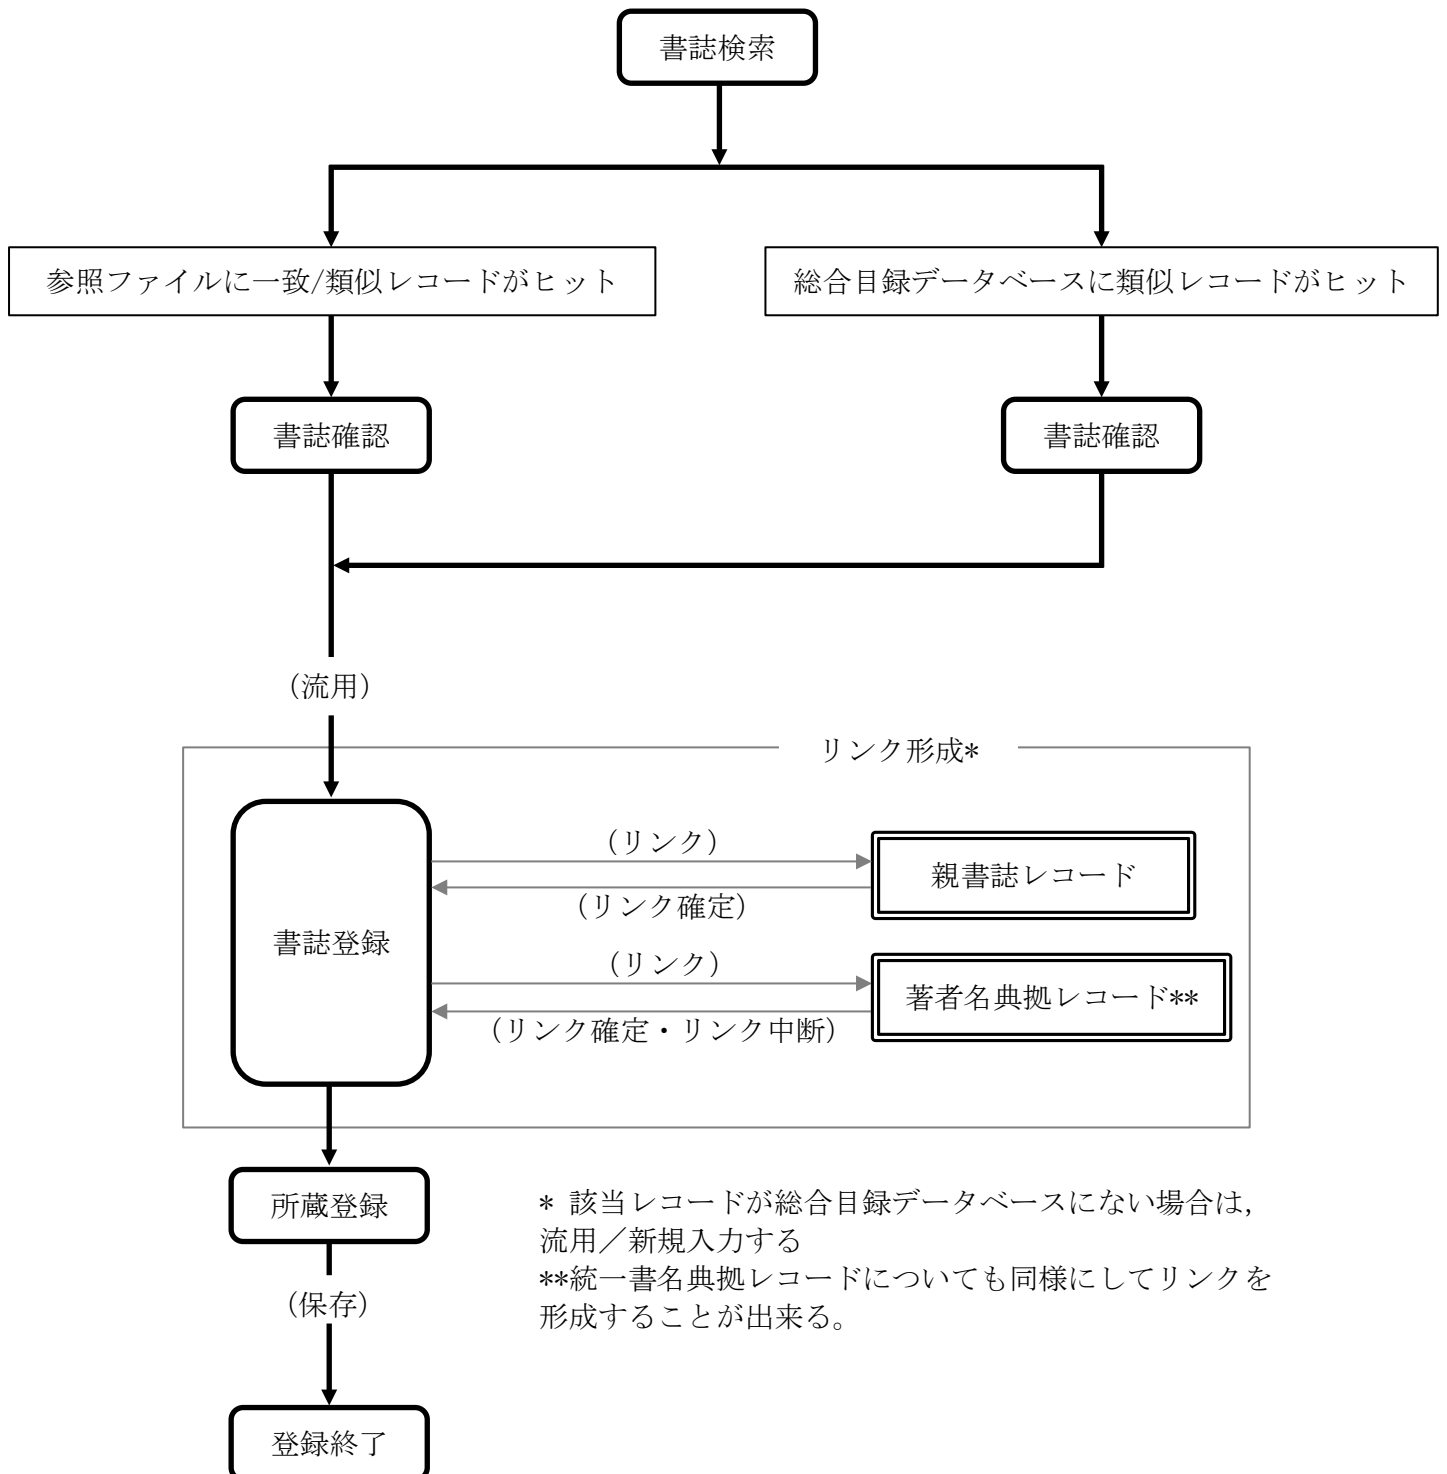 書誌検索
参照ファイルに一致/類似レコードがヒット
総合目録データベースに類似レコードがヒット
書誌確認
書誌確認
(流用)
リンク形成*
書誌登録
(リンク)
親書誌レコード
(リンク確定)
(リンク)
著者名典拠レコード**
(リンク確定・リンク中断)
所蔵登録
* 該当レコードが総合目録データベースにない場合は,
流用／新規入力する
**統一書名典拠レコードについても同様にしてリンクを
形成することが出来る。
(保存)
登録終了